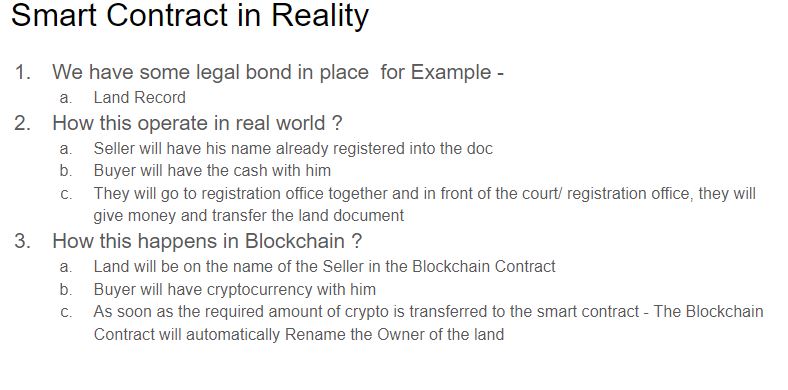 Smart Contract in Reality
1. We have some legal bond in place for Example -
a. Land Record
2. How this operate in real world ?
a. Seller will have his name already registered into the doc
b. Buyer will have the cash with him
c. They will go to registration office together and in front of the court/ registration office, they will
give money and transfer the land document
3. How this happens in Blockchain ?
a. Land will be on the name of the Seller in the Blockchain Contract
b. Buyer will have cryptocurrency with him
c. As soon as the required amount of crypto is transferred to the smart contract - The Blockchain
Contract will automatically Rename the Owner of the land